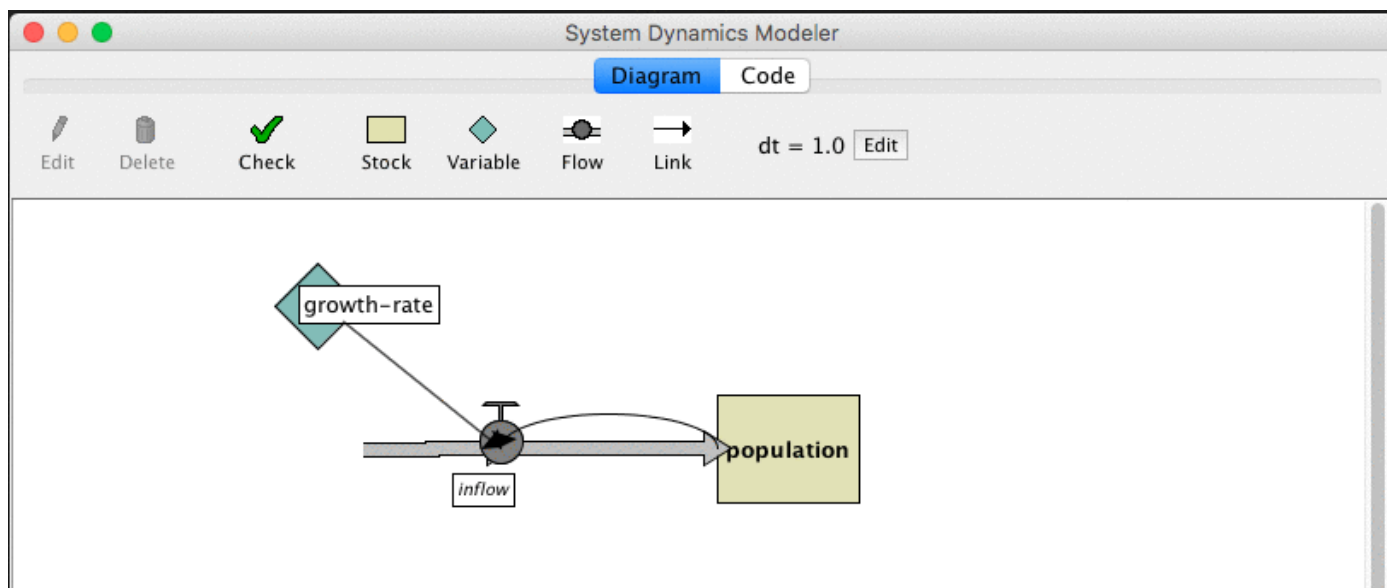 System Dynamics Modeler
Diagram Code
Edit Delete Check Stock Variable Flow Link dt = 1.0 Edit
growth-rate
population
inflow